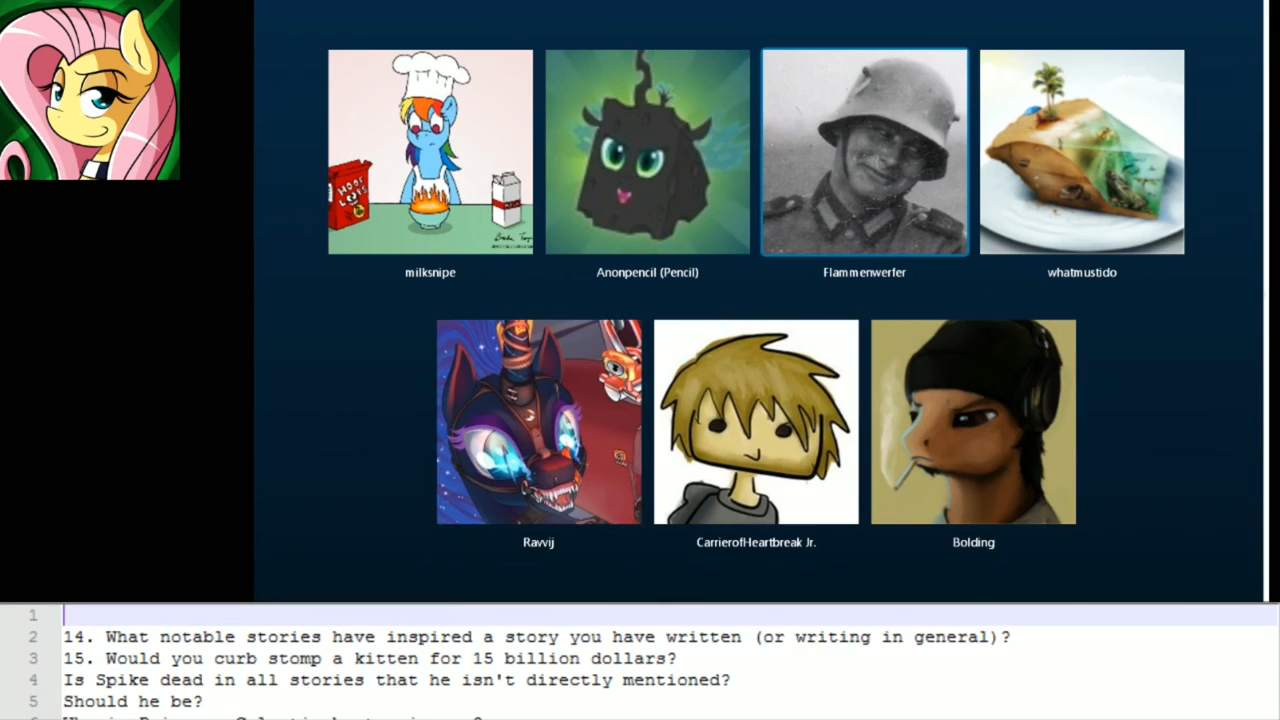 milksnipe
Anonpencil (Pencil)
Flammenwerfer
whatmustido
Ravvij
CarrierofHeartbreak Jr.
Bolding
1
2 14. What notable stories have inspired a story you have written (or writing in general)?
3 15. Would you curb stomp a kitten for 15 billion dollars?
4 Is Spike dead in all stories that he isn't directly mentioned?
5 Should he be?